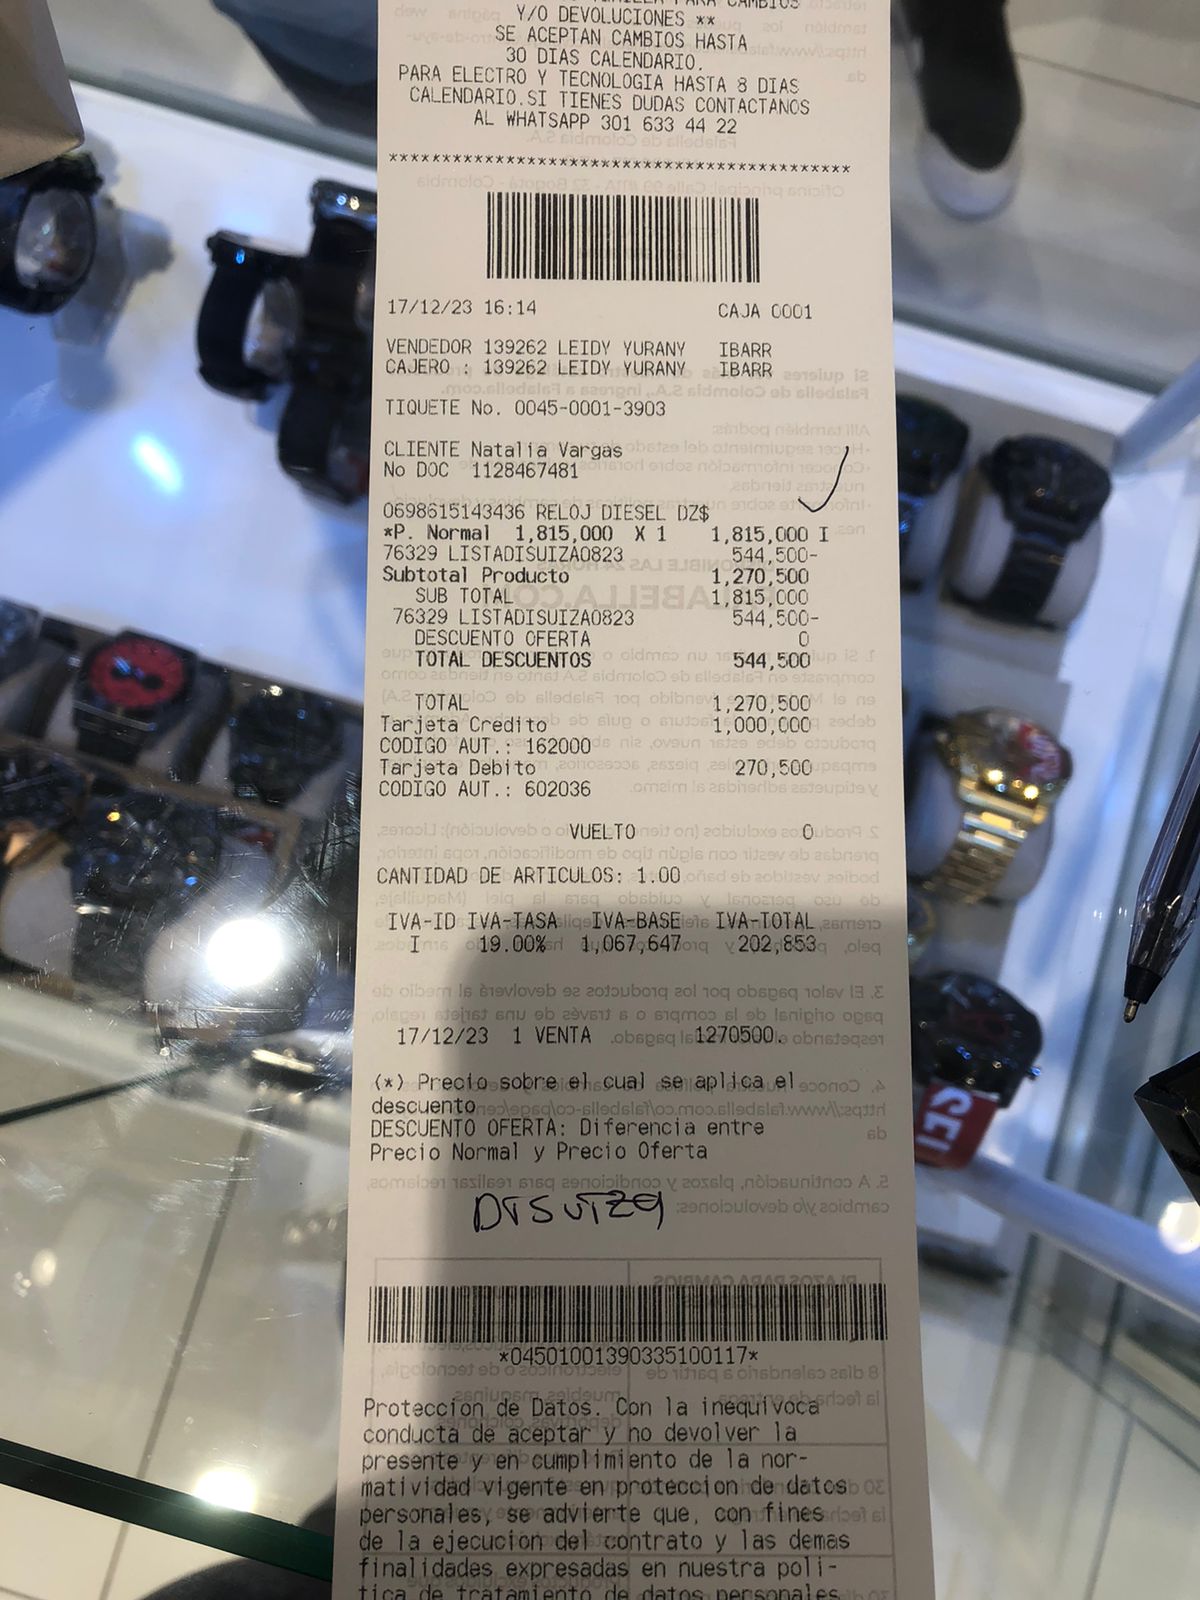 Y/O DEVOLUCIONES **
SE ACEPTAN CAMBIOS HASTA
30 DIAS CALENDARIO.
PARA ELECTRO Y TECNOLOGIA HASTA 8 DIAS
CALENDARIO.SI TIENES DUDAS CONTACTANOS
AL WHATSAPP 301 633 44 22
*******************************************
17/12/23 16:14 CAJA 0001
VENDEDOR 139262 LEIDY YURANY IBARR
CAJERO : 139262 LEIDY YURANY IBARR
TIQUETE No. 0045-0001-3903
CLIENTE Natalia Vargas
No DOC 1128467481
0698615143436 RELOJ DIESEL DZ$
*P. Normal 1,815,000 X 1 1,815,000 I
76329 LISTADISUIZA0823 544,500-
Subtotal Producto 1,270,500
SUB TOTAL 1,815,000
76329 LISTADISUIZA0823 544,500-
DESCUENTO OFERTA 0
TOTAL DESCUENTOS 544,500
TOTAL 1,270,500
Tarjeta Credito 1,000,000
CODIGO AUT.: 162000
Tarjeta Debito 270,500
CODIGO AUT.: 602036
VUELTO 0
CANTIDAD DE ARTICULOS: 1.00
IVA-ID IVA-TASA IVA-BASE IVA-TOTAL
I 19.00% 1,067,647 202,853
17/12/23 1 VENTA 1270500.
(*) Precio sobre el cual se aplica el
descuento
DESCUENTO OFERTA: Diferencia entre
Precio Normal y Precio Oferta
DISUIZA
*04501001390335100117*
Proteccion de Datos. Con la inequivoca
conducta de aceptar y no devolver la
presente y en cumplimiento de la nor-
matividad vigente en proteccion de datos
personales, se advierte que, con fines
de la ejecucion del contrato y las demas
finalidades expresadas en nuestra poli-
tica de tratamiento de datos personales